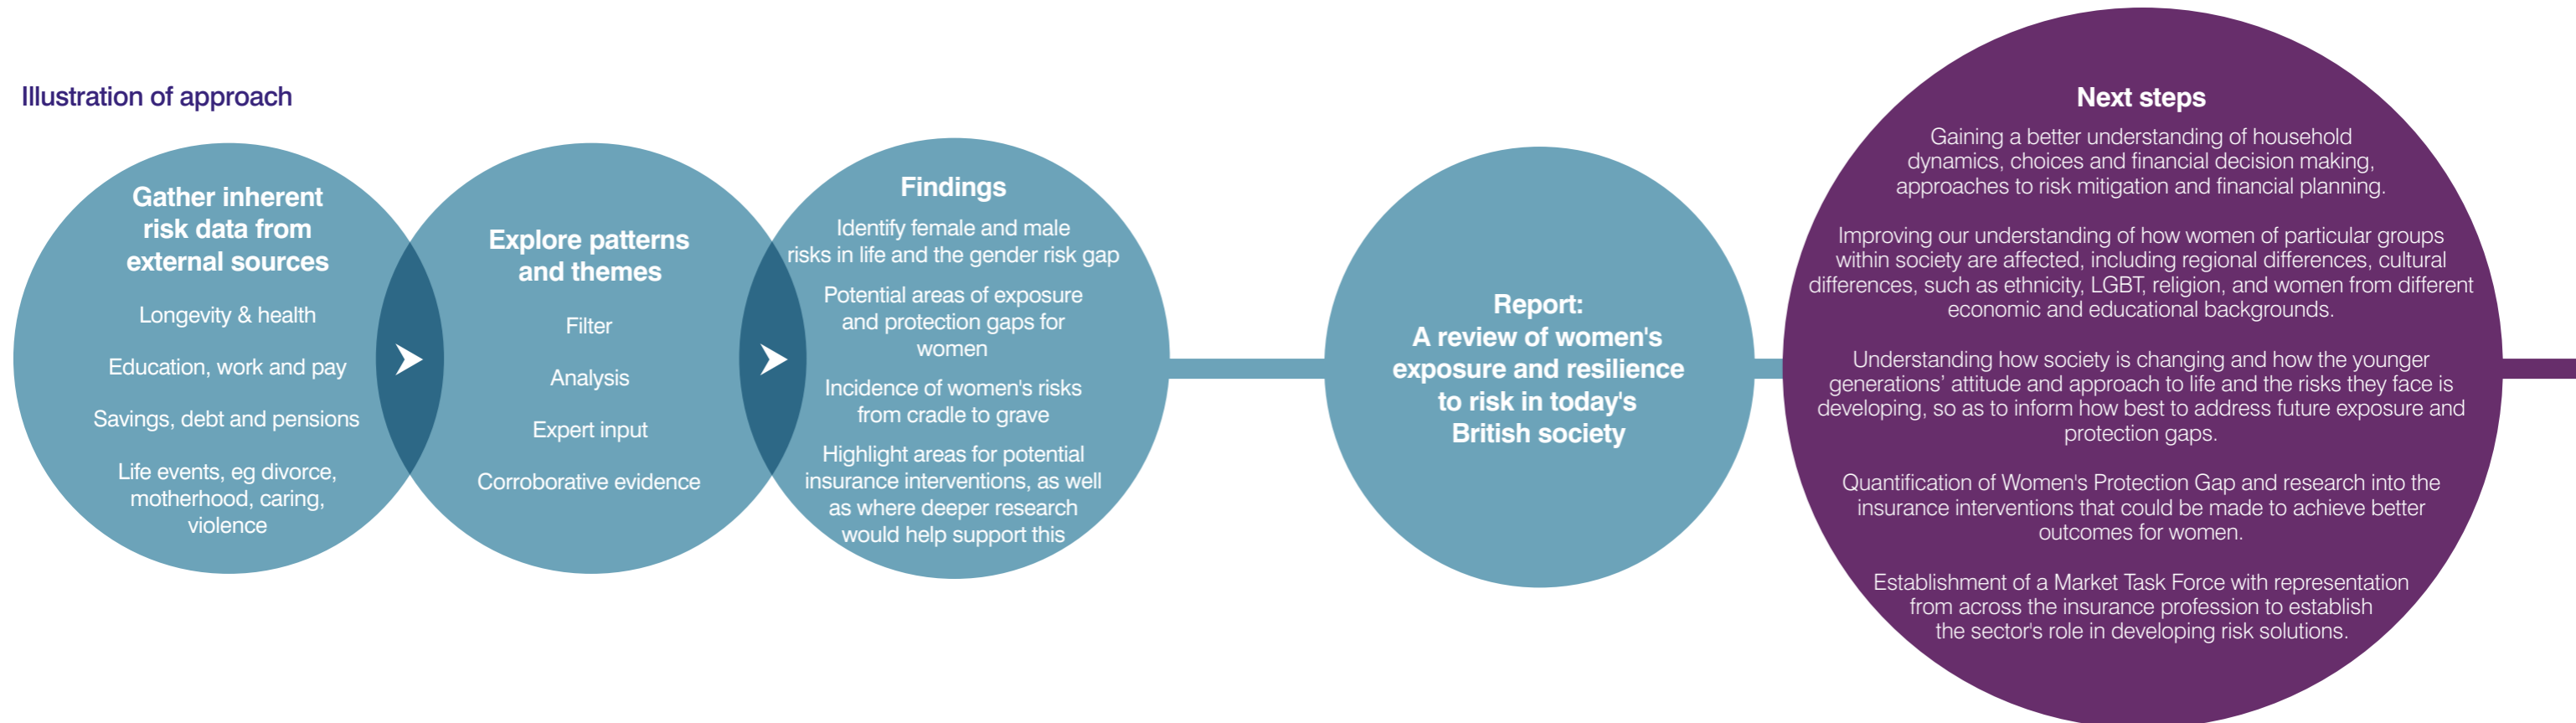 Illustration of approach
Gather inherent
risk data from
external sources
Longevity & health
Education, work and pay
Savings, debt and pensions
Life events, eg divorce,
motherhood, caring,
violence
Explore patterns
and themes
Filter
Analysis
Expert input
Corroborative evidence
Findings
Identify female and male
risks in life and the gender risk gap
Potential areas of exposure
and protection gaps for
women
Incidence of women's risks
from cradle to grave
Highlight areas for potential
insurance interventions, as well
as where deeper research
would help support this
Report:
A review of women's
exposure and resilience
to risk in today's
British society
Next steps
Gaining a better understanding of household
dynamics, choices and financial decision making,
approaches to risk mitigation and financial planning.
Improving our understanding of how women of particular groups
within society are affected, including regional differences, cultural
differences, such as ethnicity, LGBT, religion, and women from different
economic and educational backgrounds.
Understanding how society is changing and how the younger
generations’ attitude and approach to life and the risks they face is
developing, so as to inform how best to address future exposure and
protection gaps.
Quantification of Women's Protection Gap and research into the
insurance interventions that could be made to achieve better
outcomes for women.
Establishment of a Market Task Force with representation
from across the insurance profession to establish
the sector's role in developing risk solutions.